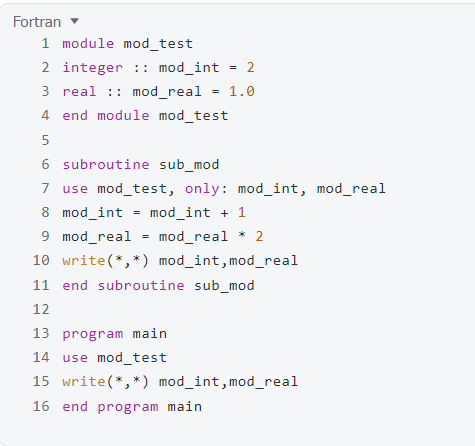 Fortran
1 module mod_test
2 integer :: mod_int = 2
3 real :: mod_real = 1.0
4 end module mod_test
5
6 subroutine sub_mod
7 use mod_test, only: mod_int, mod_real
8 mod_int = mod_int + 1
9 mod_real = mod_real * 2
10 write(*,*) mod_int,mod_real
11 end subroutine sub_mod
12
13 program main
14 use mod_test
15 write(*,*) mod_int,mod_real
16 end program main